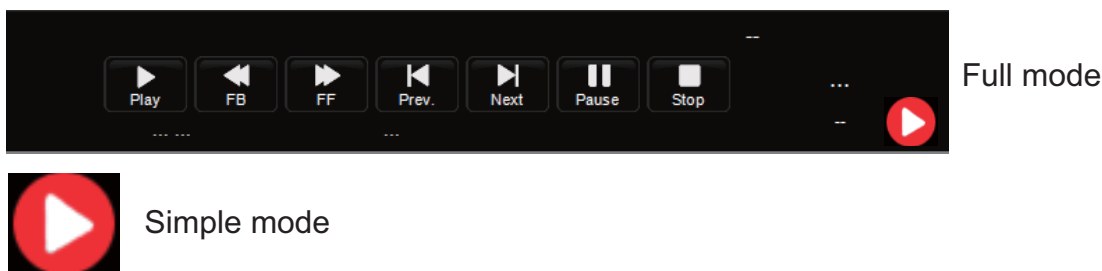 --
Play FB FF Prev. Next Pause Stop
...
Full mode
--
--- --- ---
Simple mode